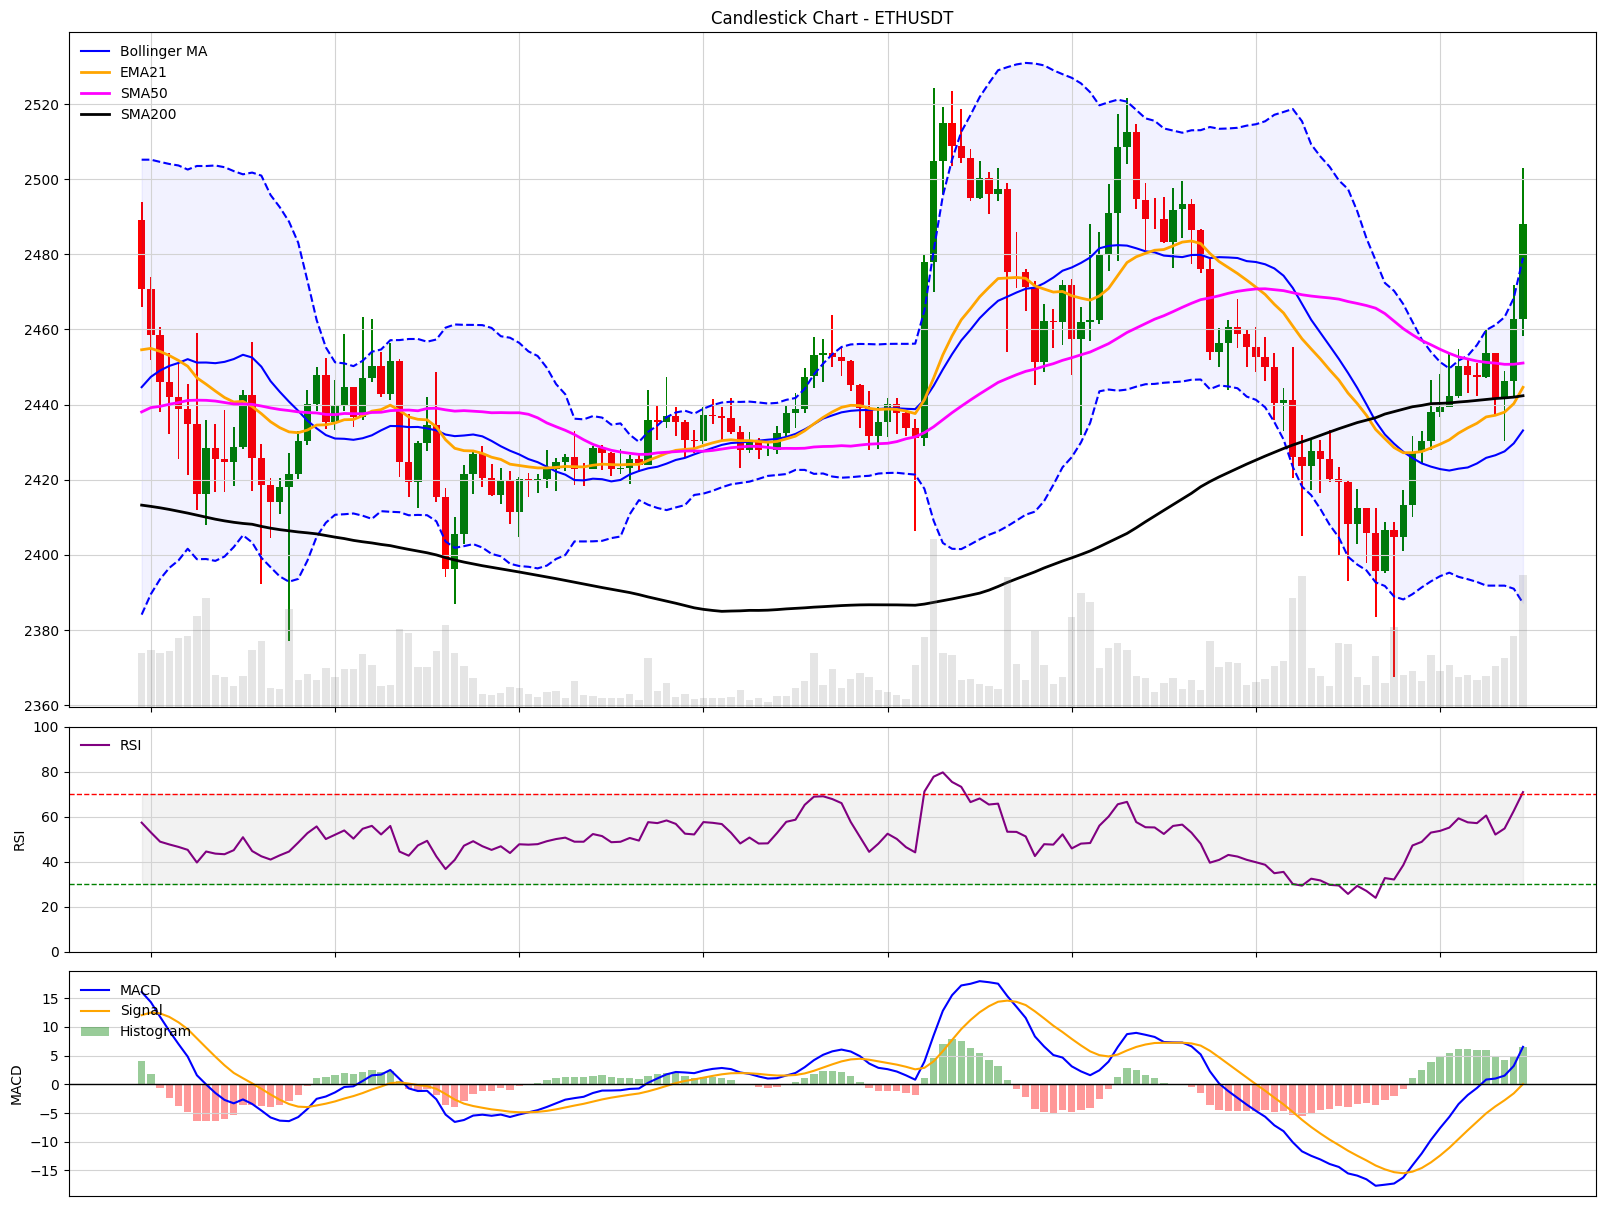 Candlestick Chart - ETHUSDT
Bollinger MA
EMA21
SMA50
SMA200
2520
2500
2480
2460
2440
2420
2400
2380
2360
RSI
100
80
60
40
20
0
RSI
MACD
Signal
Histogram
15
10
5
0
−5
−10
−15
MACD